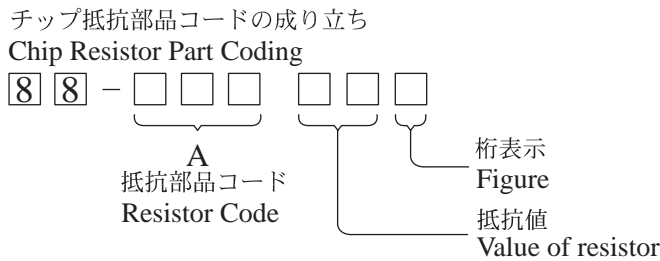 チップ抵抗部品コードの成り立ち
Chip Resistor Part Coding
8 8 - □ □ □ □ □ □
A
抵抗部品コード
Resistor Code
桁表示
Figure
抵抗値
Value of resistor